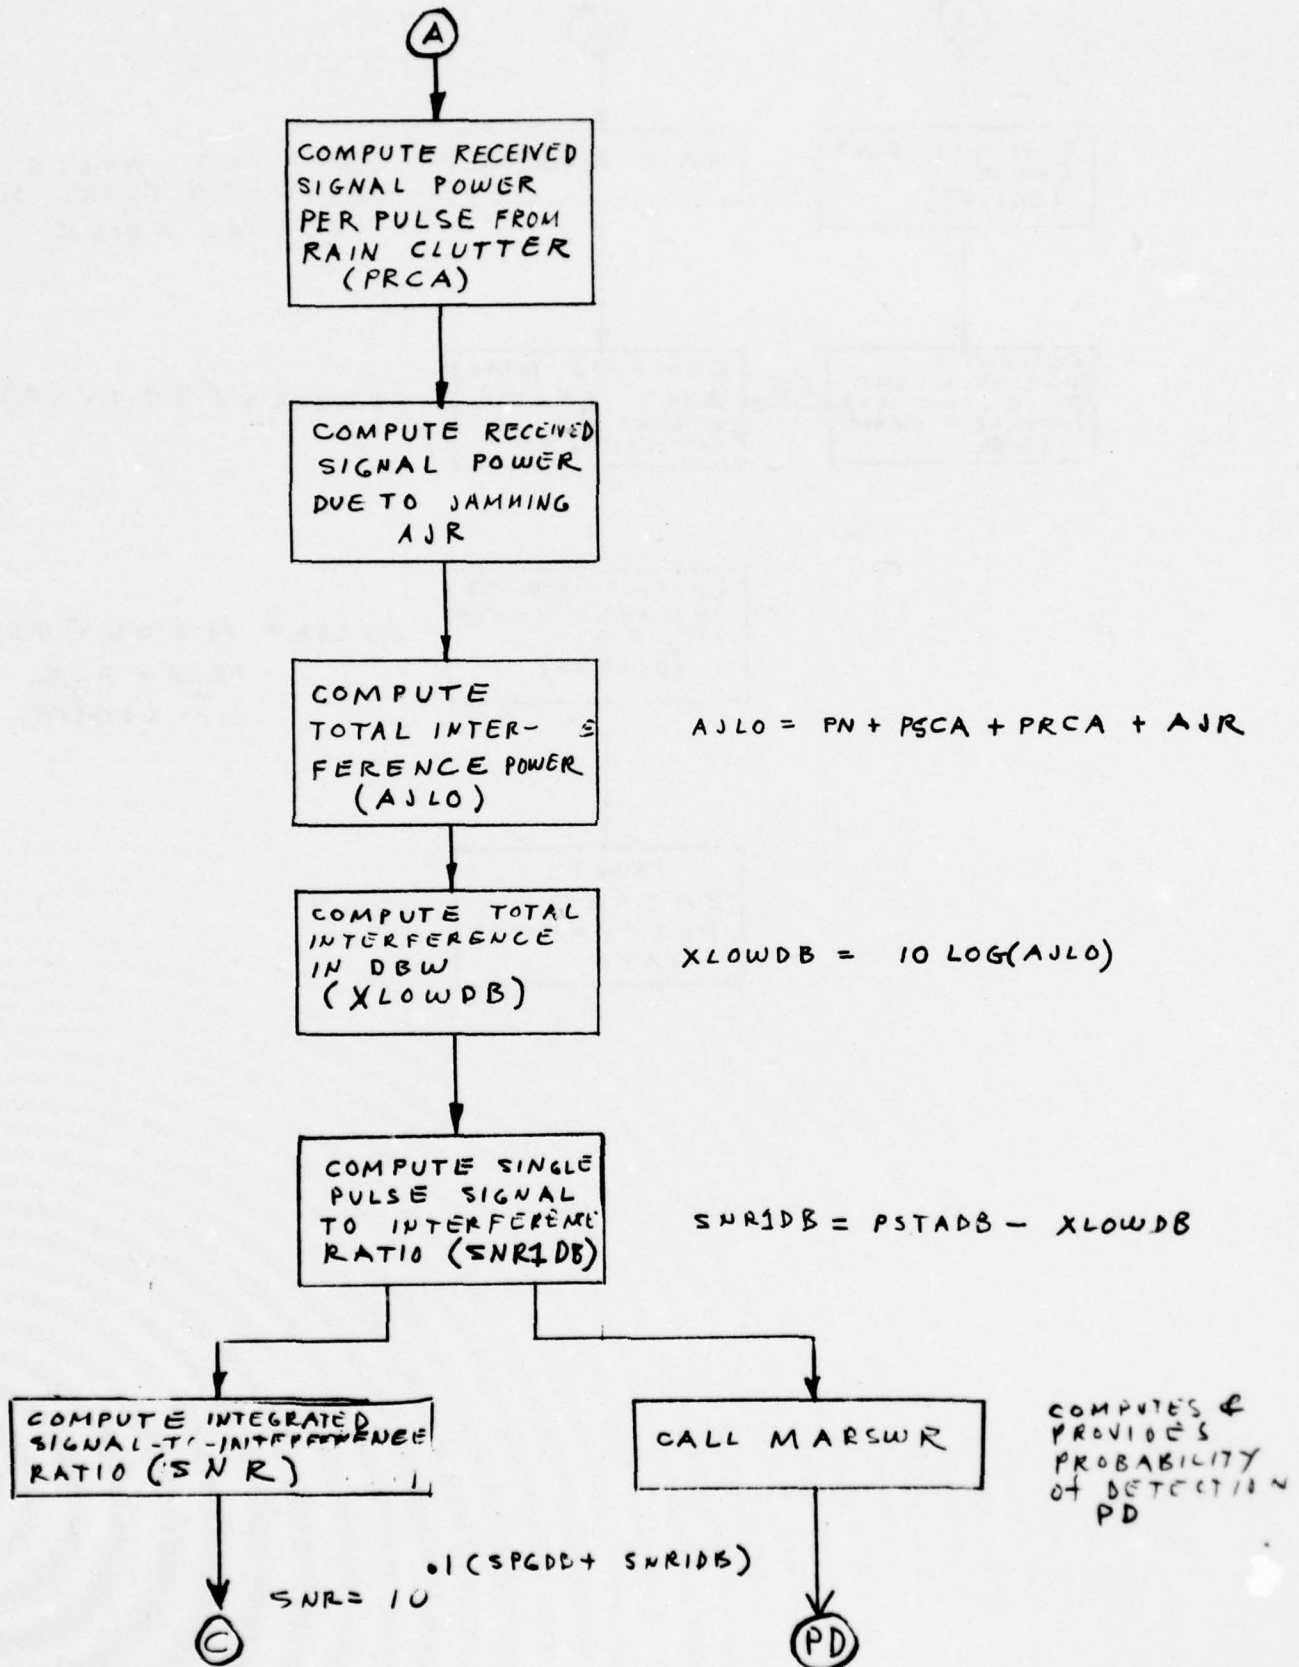 A
COMPUTE RECEIVED
SIGNAL POWER
PER PULSE FROM
RAIN CLUTTER
(PRCA)
COMPUTE RECEIVED
SIGNAL POWER
DUE TO JAMMING
AJR
COMPUTE
TOTAL INTER- E
FERENCE POWER
(AJLO)
AJLO = PN + PSCA + PRCA + AJR
COMPUTE TOTAL
INTERFERENCE
IN DBW
(XLOWDB)
XLOWDB = 10 LOG(AJLO)
COMPUTE SINGLE
PULSE SIGNAL
TO INTERFERENCE
RATIO (SNR1DB)
SNR1DB = PSTADB - XLOWDB
COMPUTE INTEGRATED
SIGNAL-TO-INTERFERENCE
RATIO (SNR)
CALL MARSWR
COMPUTES &
PROVIDES
PROBABILITY
of DETECTION
PD
SNR = 10 .1(SPGDB + SNR1DB)
C
PD